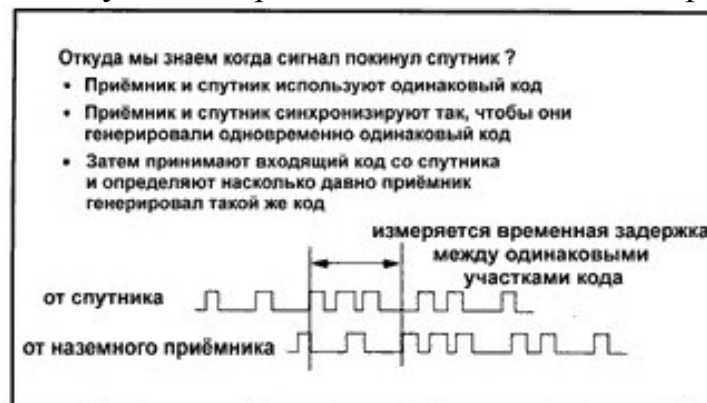 Откуда мы знаем когда сигнал покинул спутник ?
• Приёмник и спутник используют одинаковый код
• Приёмник и спутник синхронизируют так, чтобы они
генерировали одновременно одинаковый код
• Затем принимают входящий код со спутника
и определяют насколько давно приёмник
генерировал такой же код
измеряется временная задержка
между одинаковыми
участками кода
от спутника
от наземного приёмника